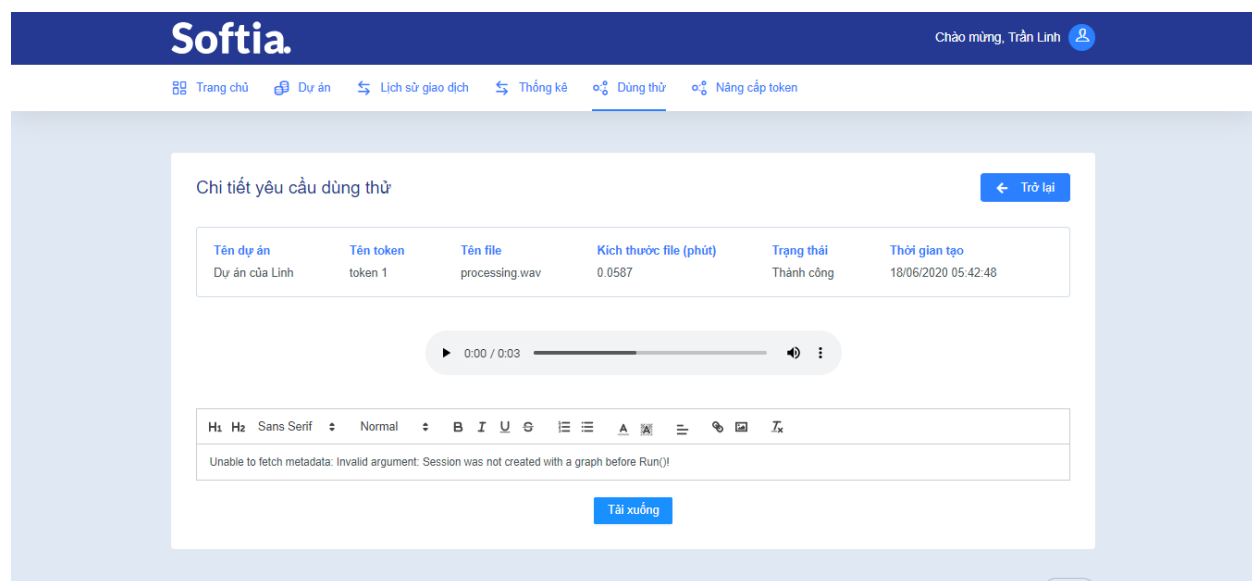 Softia.
Chào mừng, Trần Linh
Trang chủ Dự án Lịch sử giao dịch Thống kê Dùng thử Nâng cấp token
Chi tiết yêu cầu dùng thử
Trở lại
Tên dự án Tên token Tên file Kích thước file (phút) Trạng thái Thời gian tạo
Dự án của Linh token 1 processing.wav 0.0587 Thành công 18/06/2020 05:42:48
0:00 / 0:03
H1 H2 Sans Serif Normal B I U S A A Tx
Unable to fetch metadata: Invalid argument: Session was not created with a graph before Run()!
Tải xuống